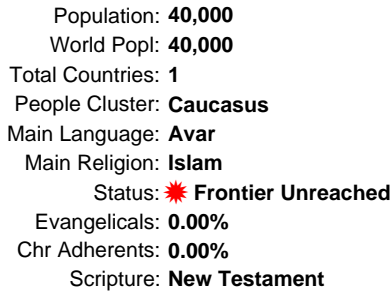 Population: 40,000
World Popl: 40,000
Total Countries: 1
People Cluster: Caucasus
Main Language: Avar
Main Religion: Islam
Status: Frontier Unreached
Evangelicals: 0.00%
Chr Adherents: 0.00%
Scripture: New Testament